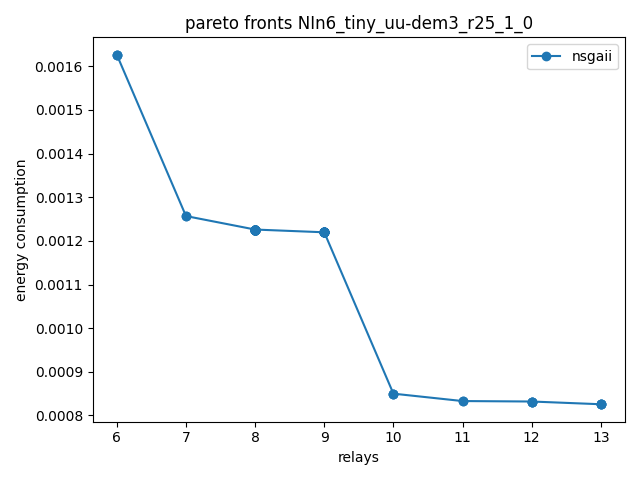 pareto fronts NIn6_tiny_uu-dem3_r25_1_0
nsgaii
energy consumption
0.0016
0.0015
0.0014
0.0013
0.0012
0.0011
0.0010
0.0009
0.0008
6 7 8 9 10 11 12 13
relays